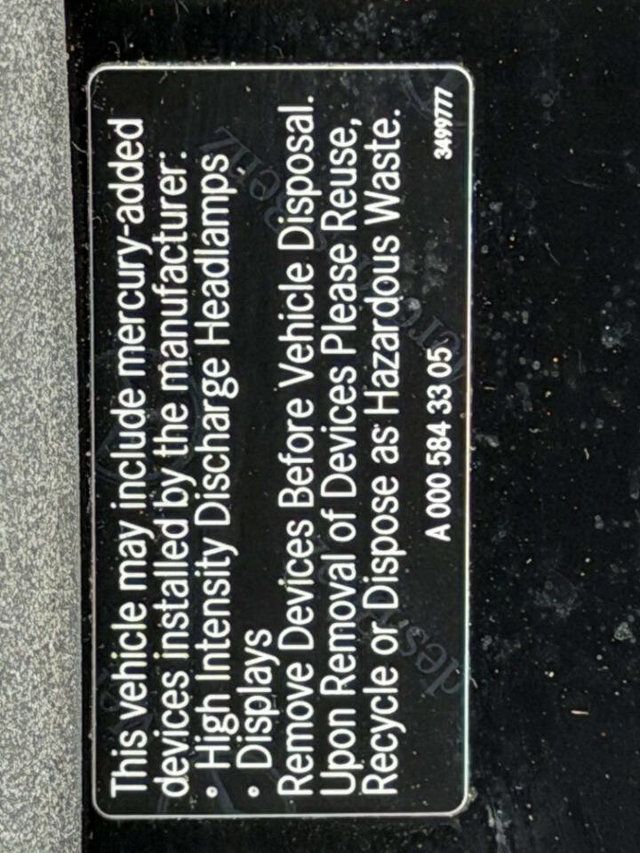 This vehicle may include mercury-added
devices installed by the manufacturer:
• High Intensity Discharge Headlamps
• Displays
Remove Devices Before Vehicle Disposal.
Upon Removal of Devices Please Reuse,
Recycle or Dispose as Hazardous Waste.
A 000 584 33 05
3499777